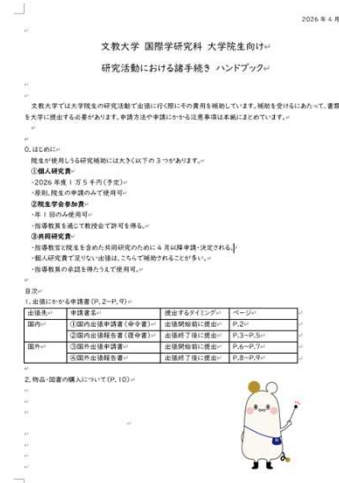 2026年4月
文教大学 国際学研究科 大学院生向け
研究活動における諸手続き ハンドブック
文教大学では大学院生の研究活動で出張に行く際にその費用を補助しています。補助を受けるにあたって、書類
を大学に提出する必要があります。申請方法や申請にかかる注意事項は本紙にまとめています。
0. はじめに
院生が使用しうる研究補助には大きく以下の3つがあります。
①個人研究費
・2026年度1万5千円(予定)
・原則、院生の申請のみで使用可
②院生学会参加費
・年1回のみ使用可
・指導教員を通じて教授会で許可を得る。
③共同研究費
・指導教官と院生を含めた共同研究のために4月以降申請・決定される。
・個人研究費で足りない出張は、こちらで補助されることが多い。
・指導教員の承認を得たうえで使用可。
目次
1. 出張にかかる申請書(P.2~P.9)
出張先 申請書名 提出するタイミング ページ
国内 ①国内出張申請書(命令書) 出張開始前に提出 P.2
②国内出張報告書(復命書) 出張終了後に提出 P.3~P.5
国外 ③国外出張申請書 出張開始前に提出 P.6~P.7
④国外出張報告書 出張終了後に提出 P.8~P.9
2. 物品・図書の購入について(P.10)